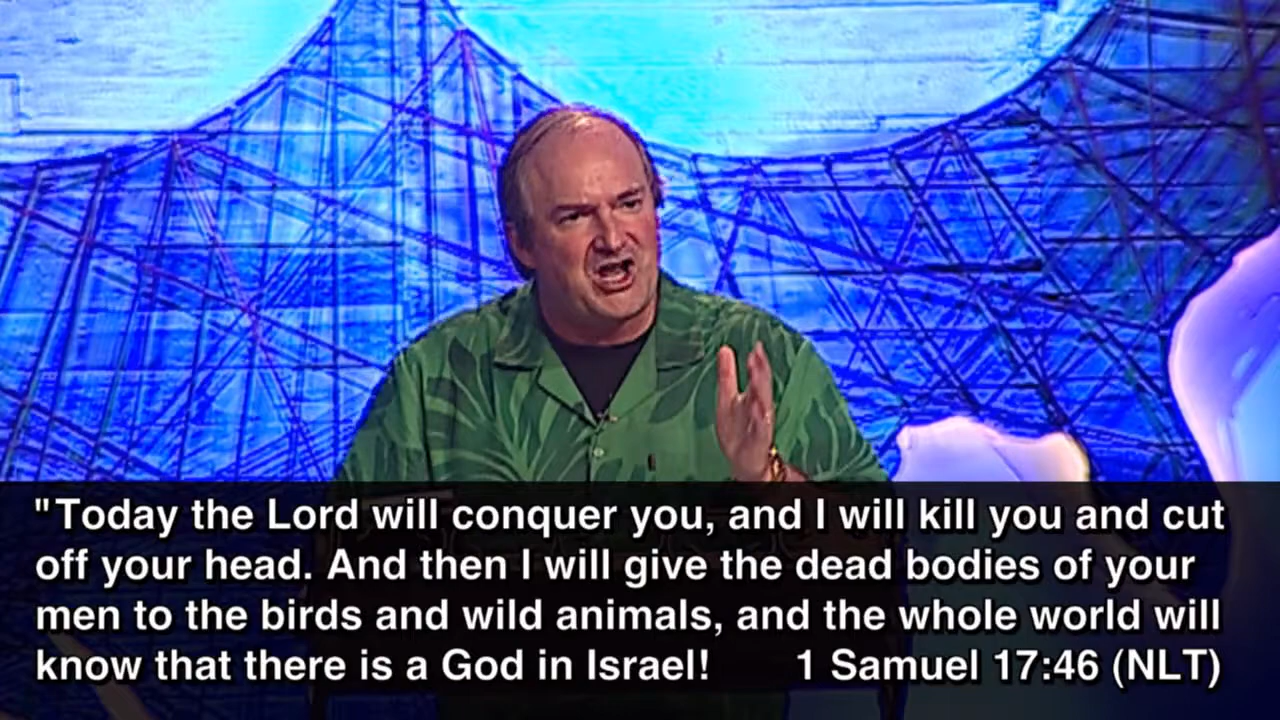 "Today the Lord will conquer you, and I will kill you and cut
off your head. And then I will give the dead bodies of your
men to the birds and wild animals, and the whole world will
know that there is a God in Israel! 1 Samuel 17:46 (NLT)